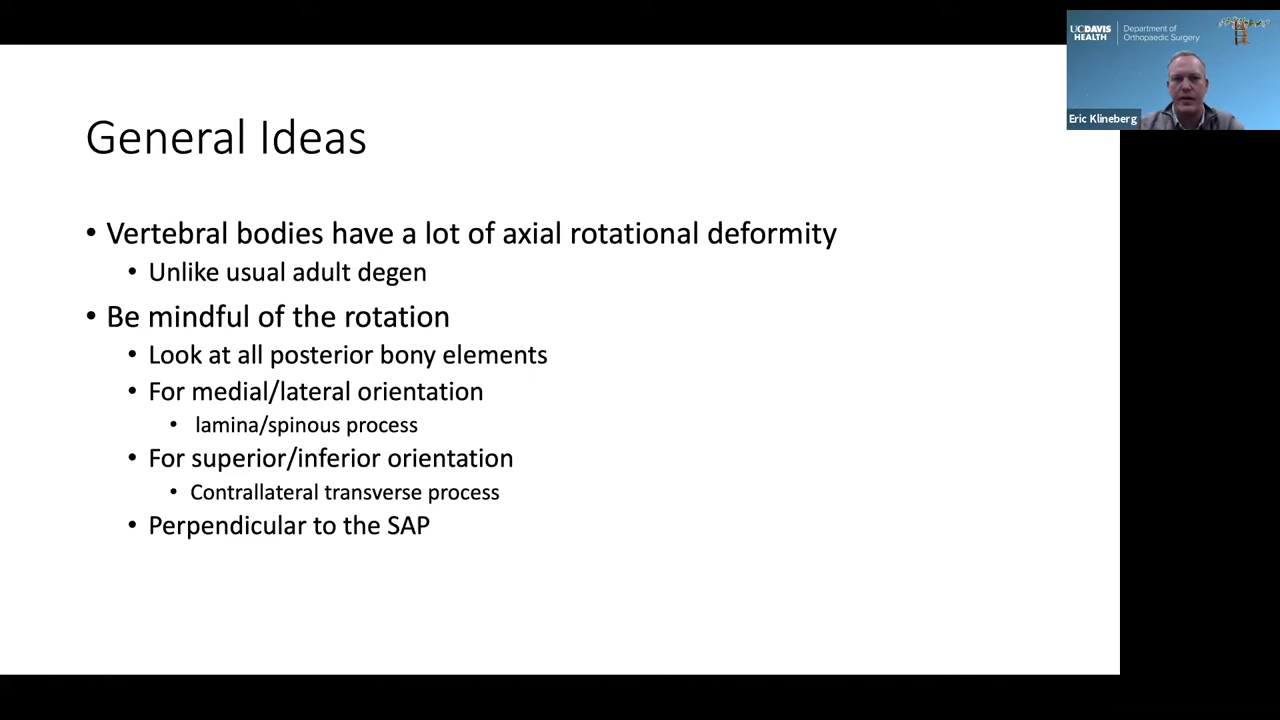 General Ideas
• Vertebral bodies have a lot of axial rotational deformity
• Unlike usual adult degen
• Be mindful of the rotation
• Look at all posterior bony elements
• For medial/lateral orientation
• lamina/spinous process
• For superior/inferior orientation
• Contrallateral transverse process
• Perpendicular to the SAP
UCDAVIS
HEALTH
Department of
Orthopaedic Surgery
Eric Klineberg